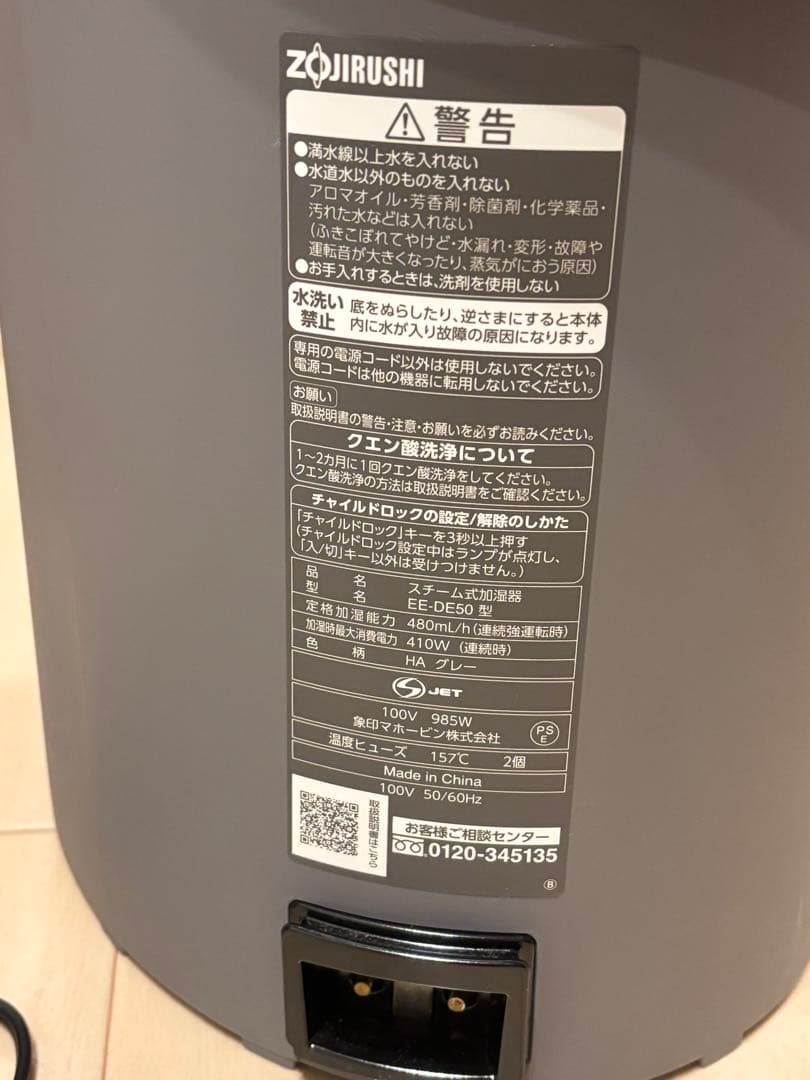 ZOJIRUSHI
警告
●満水線以上水を入れない
●水道水以外のものを入れない
アロマオイル・芳香剤・除菌剤・化学薬品・
汚れた水などは入れない
(ふきこぼれてやけど・水漏れ・変形・故障や
運転音が大きくなったり、蒸気がにおう原因)
●お手入れするときは、洗剤を使用しない
水洗い
禁止
底をぬらしたり、逆さまにすると本体
内に水が入り故障の原因になります。
専用の電源コード以外は使用しないでください。
電源コードは他の機器に転用しないでください。
お願い
取扱説明書の警告・注意・お願いを必ずお読みください。
クエン酸洗浄について
1〜2カ月に1回クエン酸洗浄をしてください。
クエン酸洗浄の方法は取扱説明書をご確認ください。
チャイルドロックの設定/解除のしかた
「チャイルドロック」キーを3秒以上押す
(チャイルドロック設定中はランプが点灯し、
「入/切」キー以外は受けつけません。)
品名 スチーム式加湿器
型名 EE-DE50 型
定格加湿能力 480mL/h(連続強運転時)
加湿時最大消費電力 410W (連続時)
色柄 HA グレー
S JET
100V 985W
象印マホービン株式会社
PS
E
温度ヒューズ 157℃ 2個
Made in China
100V 50/60Hz
取扱説明書はこちら
お客様ご相談センター
0120-345135
B